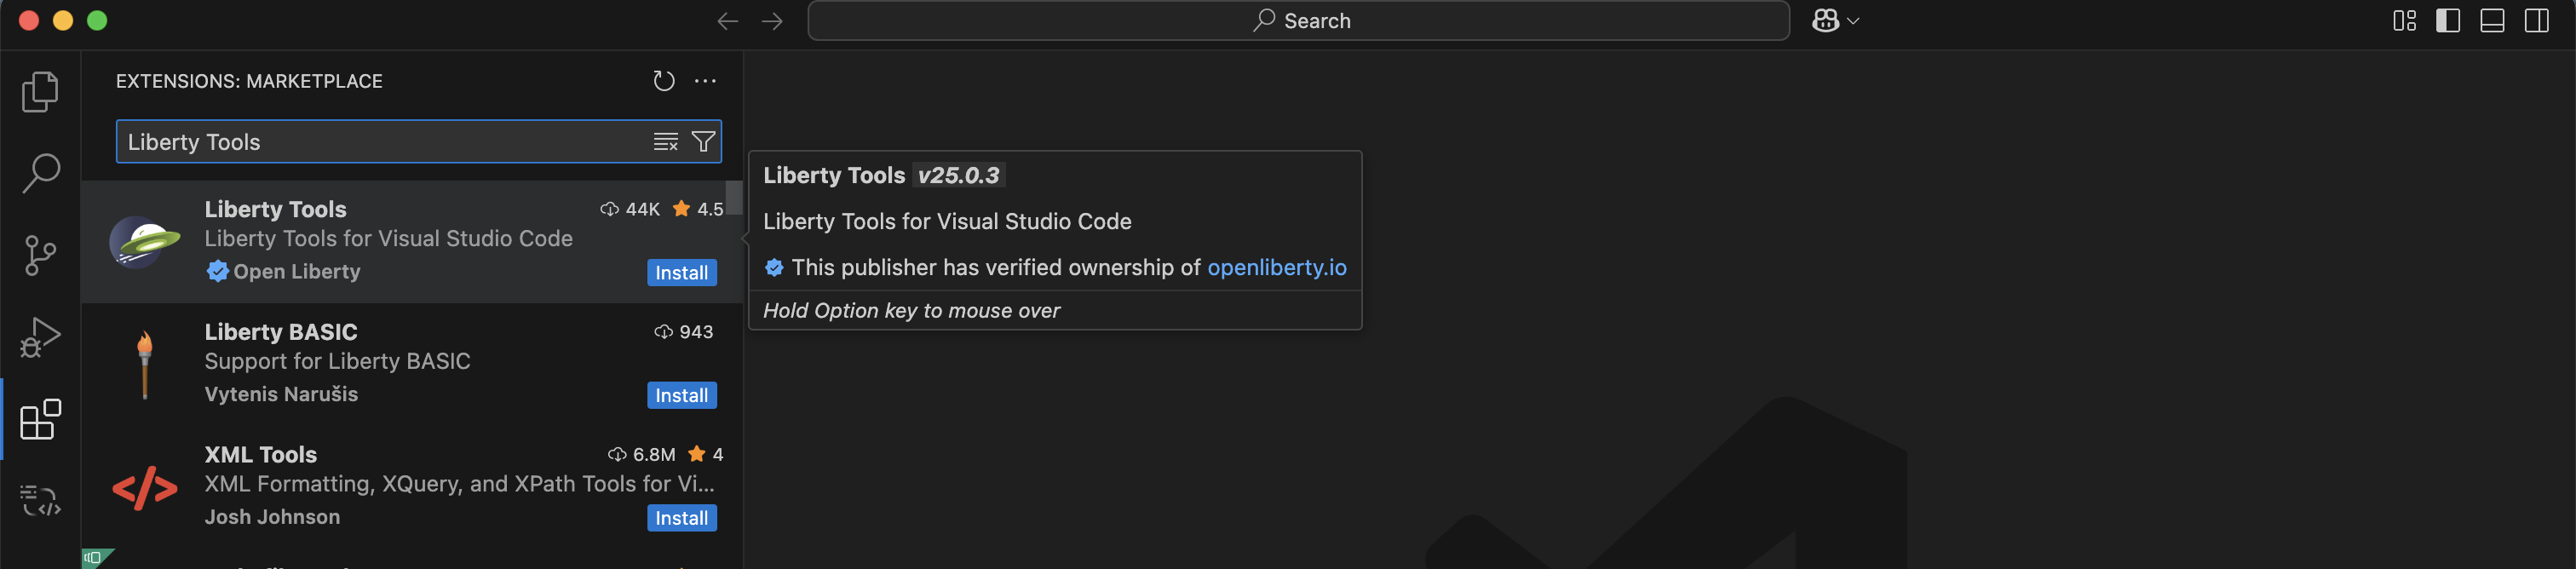 Search
EXTENSIONS: MARKETPLACE
Liberty Tools
Liberty Tools 44K 4.5
Liberty Tools for Visual Studio Code
Open Liberty Install
Liberty Tools v25.0.3
Liberty Tools for Visual Studio Code
This publisher has verified ownership of openliberty.io
Hold Option key to mouse over
Liberty BASIC 943
Support for Liberty BASIC
Vytenis Narušis Install
XML Tools 6.8M 4
XML Formatting, XQuery, and XPath Tools for Vi...
Josh Johnson Install